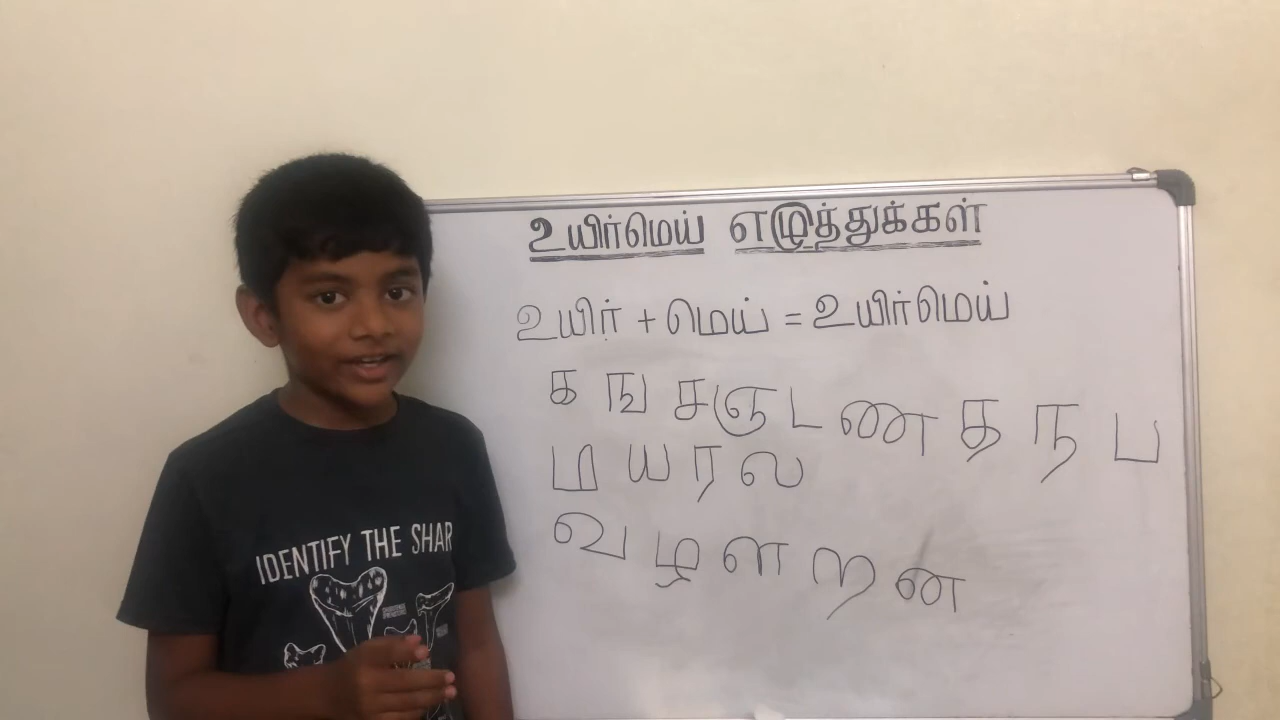 உயிர்மெய் எழுத்துக்கள்
உயிர் + மெய் = உயிர்மெய்
க ங ச ஞ ட ண த ந ப
ம ய ர ல
வ ழ ள ற ன
IDENTIFY THE SHAR